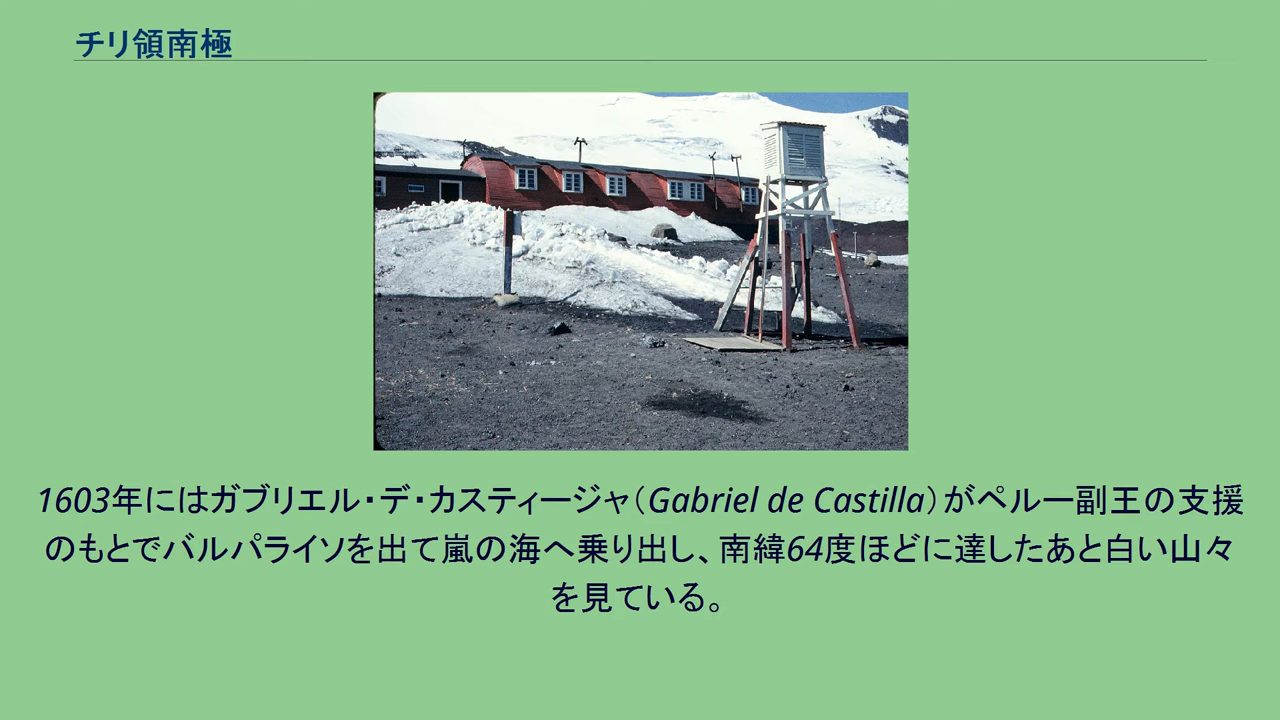 チリ領南極
1603年にはガブリエル・デ・カスティージャ（Gabriel de Castilla）がペルー副王の支援
のもとでバルパライソを出て嵐の海へ乗り出し、南緯64度ほどに達したあと白い山々
を見ている。